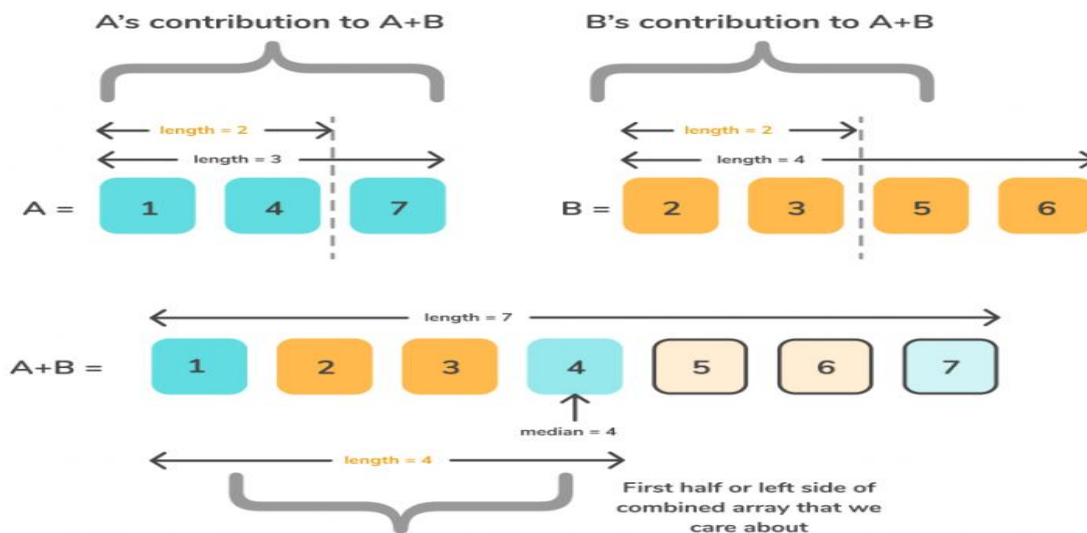 A's contribution to A+B
B's contribution to A+B
length = 2
length = 2
length = 3
length = 4
A = 1 4 7
B = 2 3 5 6
length = 7
A+B = 1 2 3 4 5 6 7
median = 4
length = 4
First half or left side of
combined array that we
care about